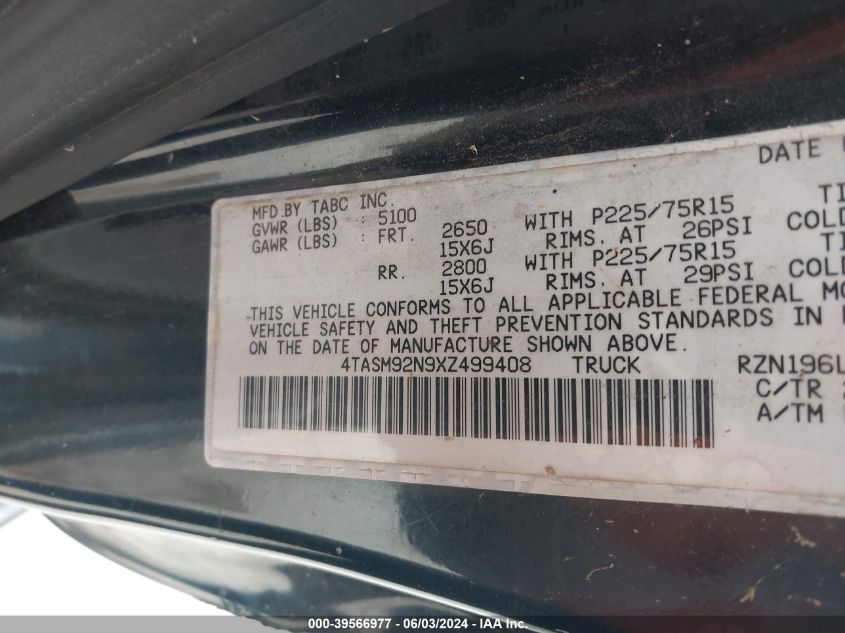 DATE
MFD.BY TABC INC.
GVWR (LBS) : 5100
GAWR (LBS) : FRT. 2650 WITH P225/75R15
15X6J RIMS. AT 26PSI COLD
RR. 2800 WITH P225/75R15
15X6J RIMS. AT 29PSI COLD
THIS VEHICLE CONFORMS TO ALL APPLICABLE FEDERAL
VEHICLE SAFETY AND THEFT PREVENTION STANDARDS IN
ON THE DATE OF MANUFACTURE SHOWN ABOVE.
4TASM92N9XZ499408 TRUCK RZN196L
C/TR
A/TM
000-39566977 - 06/03/2024 - IAA Inc.